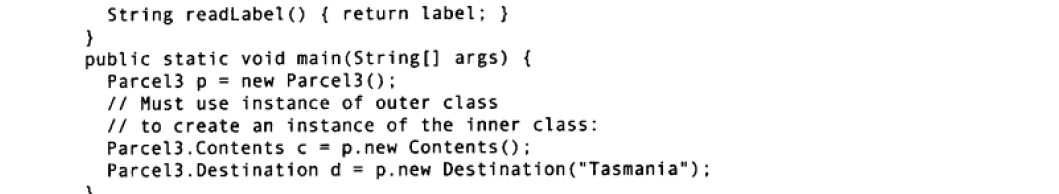 String readLabel() { return label; }
}
public static void main(String[] args) {
Parcel3 p = new Parcel3();
// Must use instance of outer class
// to create an instance of the inner class:
Parcel3.Contents c = p.new Contents();
Parcel3.Destination d = p.new Destination("Tasmania");
}